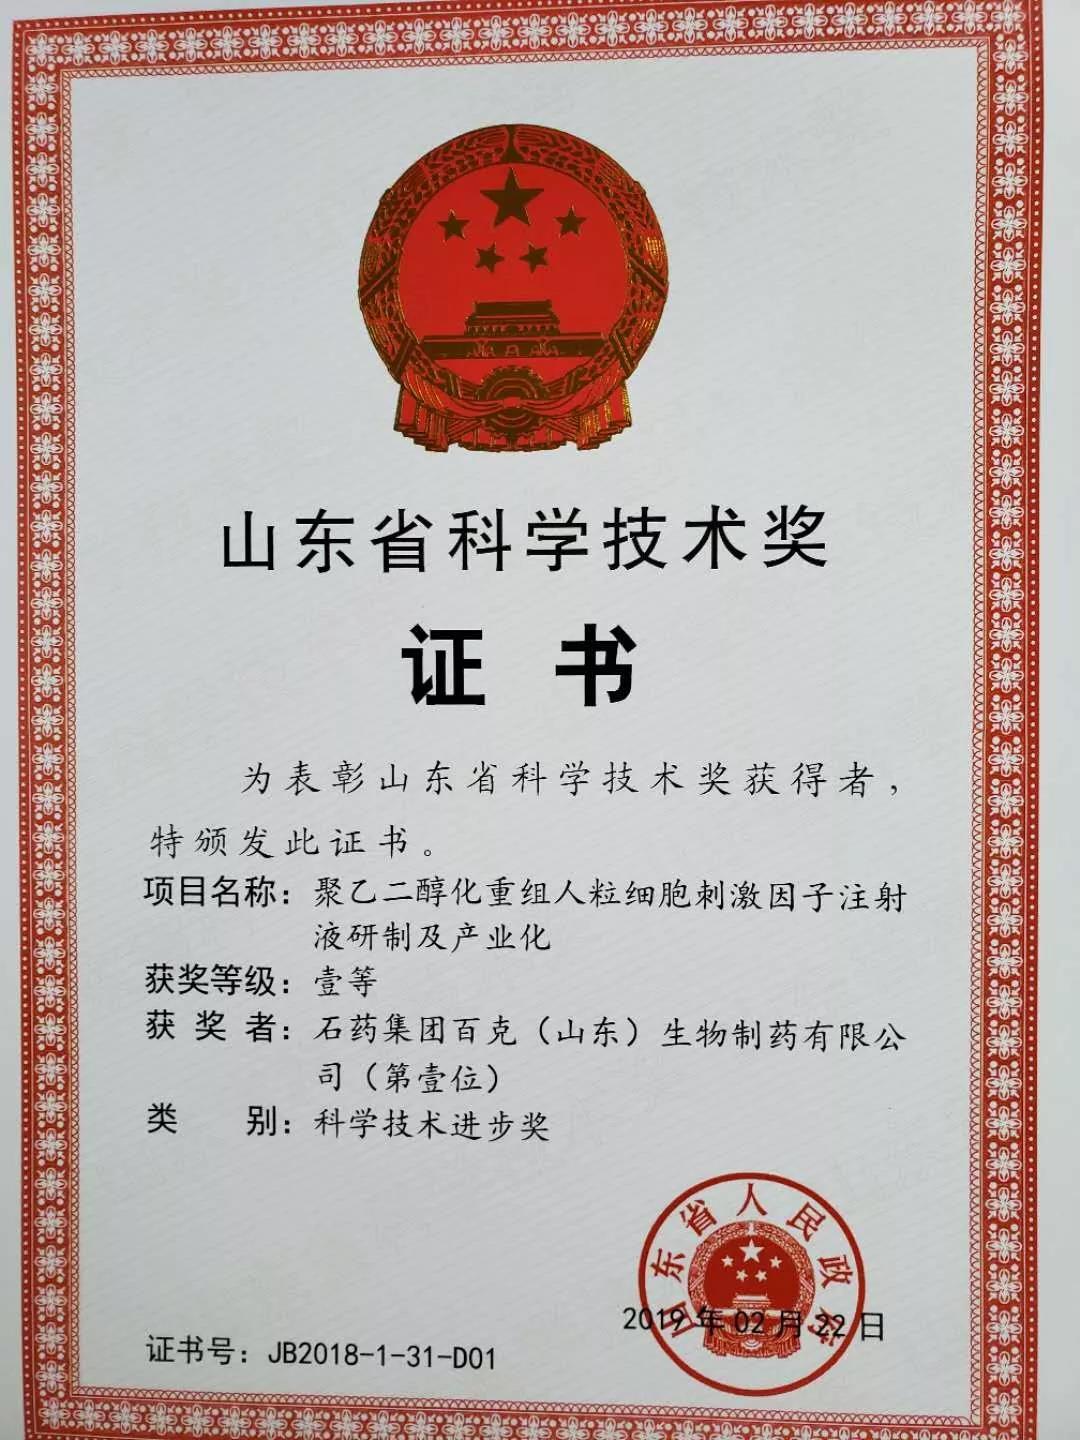 山东省科学技术奖
证书
为表彰山东省科学技术奖获得者，
特颁发此证书。
项目名称：聚乙二醇化重组人粒细胞刺激因子注射
液研制及产业化
获奖等级：壹等
获奖者：石药集团百克（山东）生物制药有限公
司（第壹位）
类别：科学技术进步奖
山东省人民政府
2019年02月22日
证书号：JB2018-1-31-D01